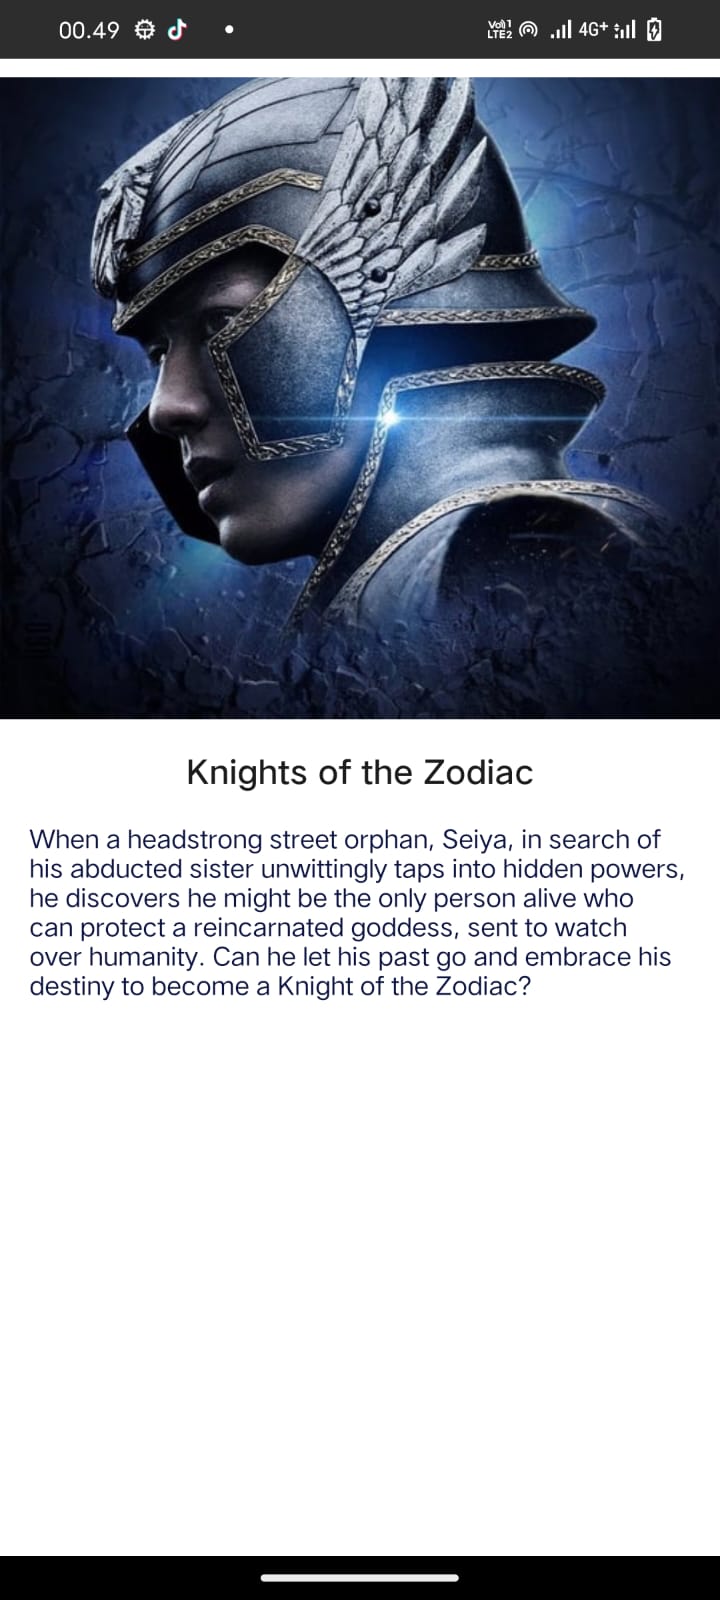 00.49
Vo))1
LTE2
4G+
Knights of the Zodiac
When a headstrong street orphan, Seiya, in search of
his abducted sister unwittingly taps into hidden powers,
he discovers he might be the only person alive who
can protect a reincarnated goddess, sent to watch
over humanity. Can he let his past go and embrace his
destiny to become a Knight of the Zodiac?